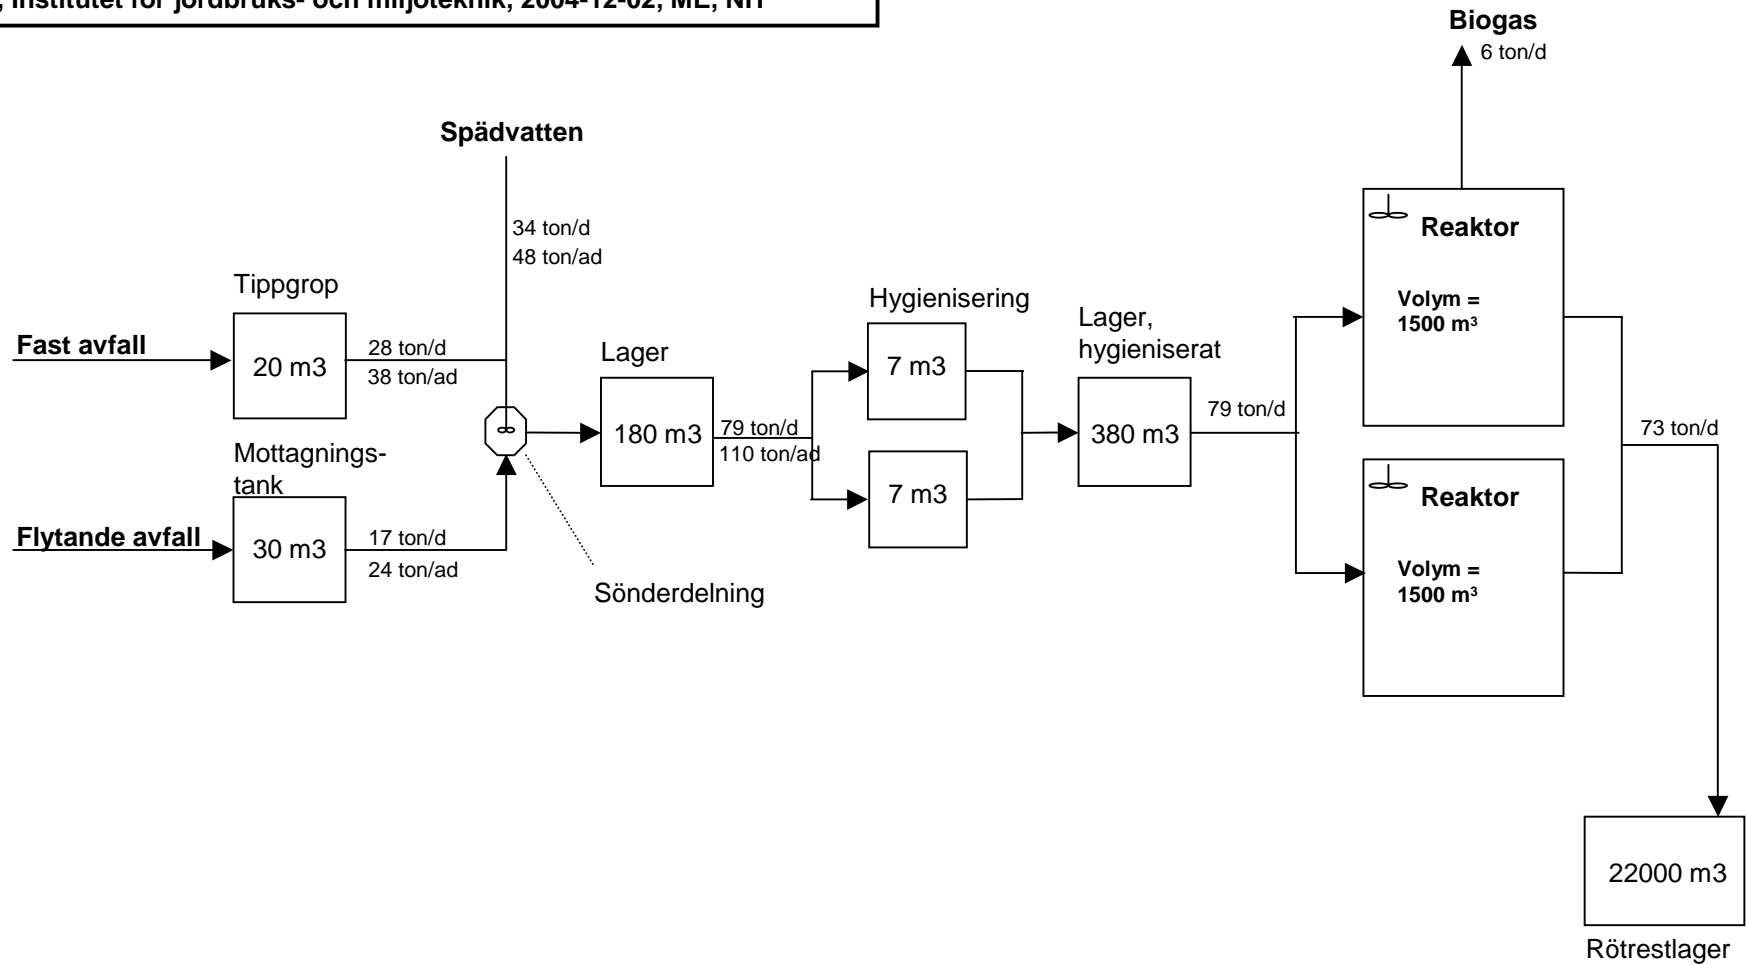 , Institutet för jordbruks- och miljöteknik, 2004-12-02, ME, NH
Biogas
6 ton/d
Spädvatten
34 ton/d
48 ton/ad
Tippgrop
Fast avfall
20 m3
28 ton/d
38 ton/ad
Mottagnings-
tank
Flytande avfall
30 m3
17 ton/d
24 ton/ad
Sönderdelning
Lager
180 m3
79 ton/d
110 ton/ad
Hygienisering
7 m3
7 m3
Lager,
hygieniserat
380 m3
79 ton/d
Reaktor
Volym =
1500 m³
Reaktor
Volym =
1500 m³
73 ton/d
22000 m3
Rötrestlager